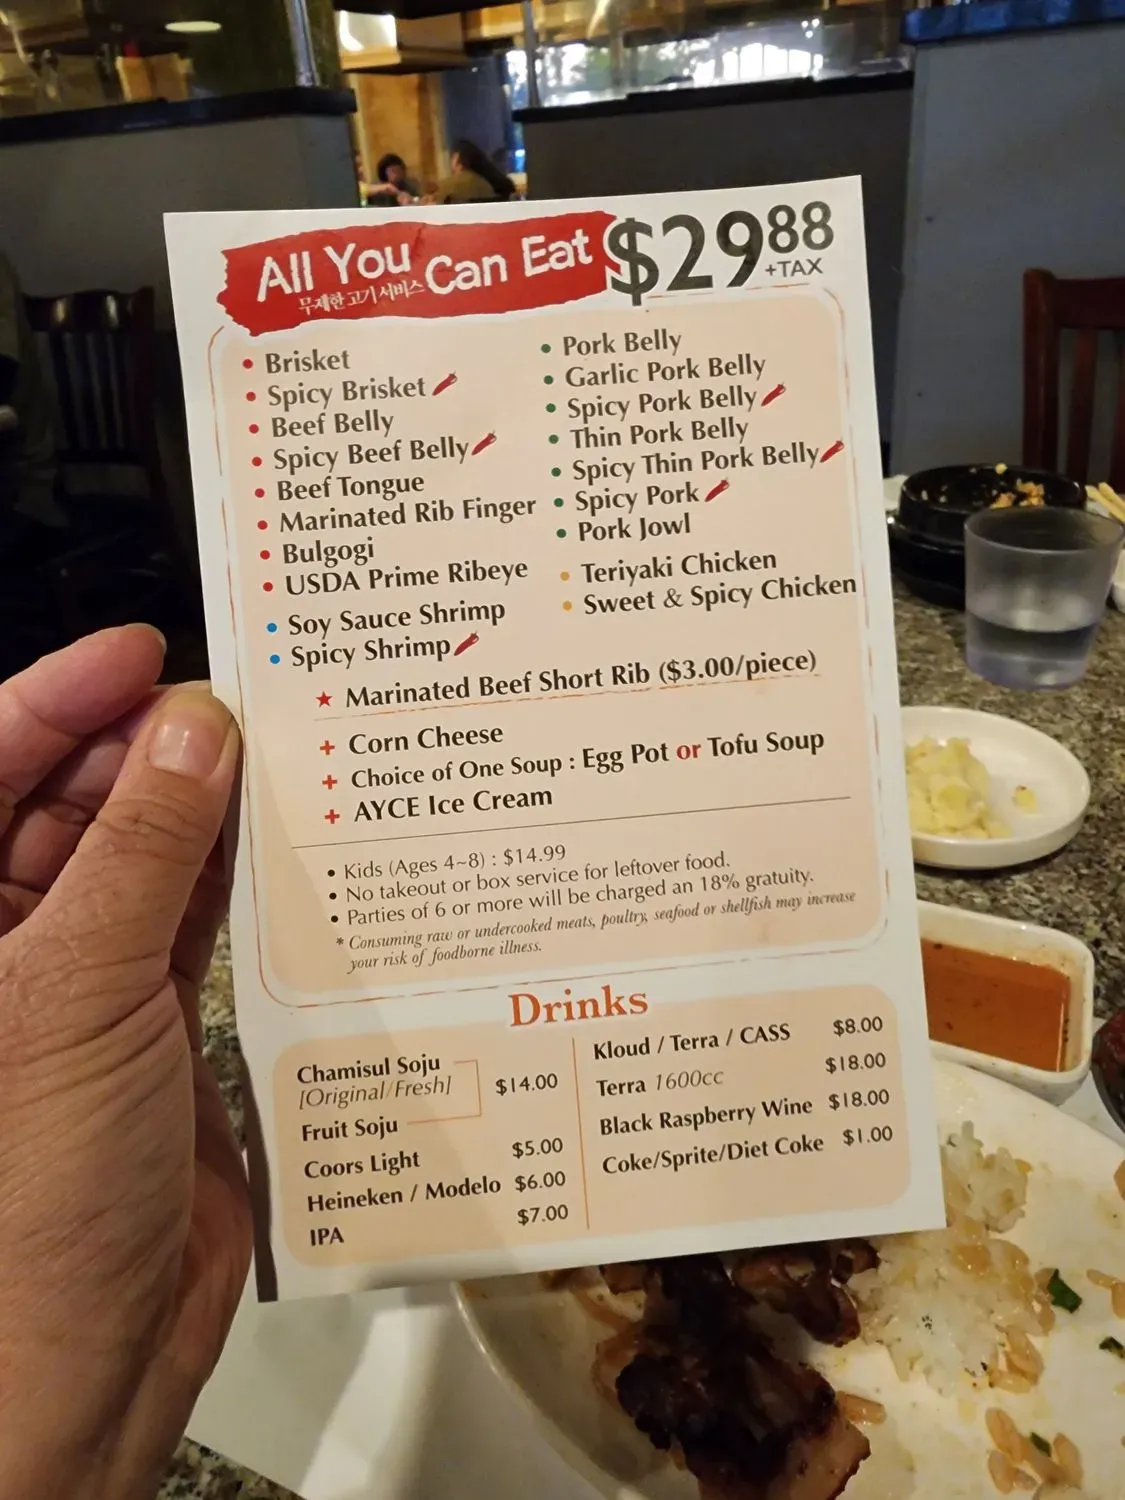 All You Can Eat $29.88
무제한 고기 서비스
+TAX
• Brisket
• Spicy Brisket
• Beef Belly
• Spicy Beef Belly
• Beef Tongue
• Marinated Rib Finger
• Bulgogi
• USDA Prime Ribeye
• Soy Sauce Shrimp
• Spicy Shrimp
• Pork Belly
• Garlic Pork Belly
• Spicy Pork Belly
• Thin Pork Belly
• Spicy Thin Pork Belly
• Spicy Pork
• Pork Jowl
• Teriyaki Chicken
• Sweet & Spicy Chicken
★ Marinated Beef Short Rib ($3.00/piece)
+ Corn Cheese
+ Choice of One Soup : Egg Pot or Tofu Soup
+ AYCE Ice Cream
• Kids (Ages 4~8) : $14.99
• No takeout or box service for leftover food.
• Parties of 6 or more will be charged an 18% gratuity.
* Consuming raw or undercooked meats, poultry, seafood or shellfish may increase
your risk of foodborne illness.
Drinks
Chamisul Soju
[Original/Fresh] $14.00
Fruit Soju
Coors Light $5.00
Heineken / Modelo $6.00
IPA $7.00
Kloud / Terra / CASS $8.00
Terra 1600cc $18.00
Black Raspberry Wine $18.00
Coke/Sprite/Diet Coke $1.00